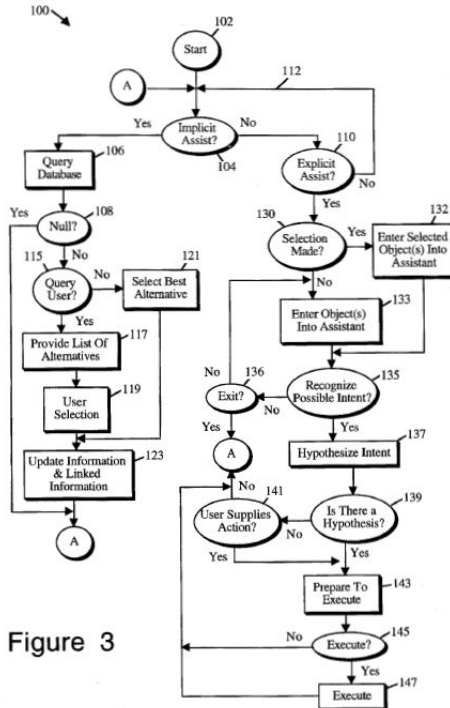 100
102
Start
A
112
Yes
Implicit
Assist?
No
104
106
Query
Database
110
Explicit
Assist?
No
Yes
Yes
Null?
108
No
130
Selection
Made?
Yes
132
Enter Selected
Object(s) Into
Assistant
No
115
Query
User?
No
121
Select Best
Alternative
Yes
Enter Object(s)
Into Assistant
133
Provide List Of
Alternatives
117
User
Selection
119
No
136
Exit?
No
Recognize
Possible Intent?
135
Yes
Yes
137
Hypothesize Intent
Update Information
& Linked
Information
123
A
A
No
141
User Supplies
Action?
No
Is There a
Hypothesis?
139
Yes
Yes
Prepare To
Execute
143
Figure 3
No
Execute?
145
Yes
Execute
147